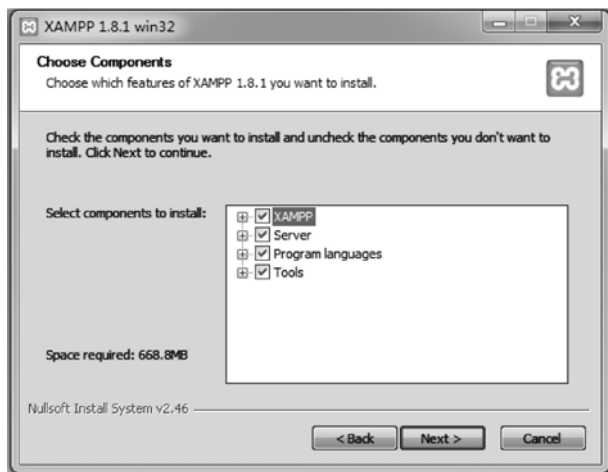 XAMPP 1.8.1 win32
Choose Components
Choose which features of XAMPP 1.8.1 you want to install.
Check the components you want to install and uncheck the components you don't want to
install. Click Next to continue.
Select components to install:
XAMPP
Server
Program languages
Tools
Space required: 668.8MB
Nullsoft Install System v2.46
< Back
Next >
Cancel